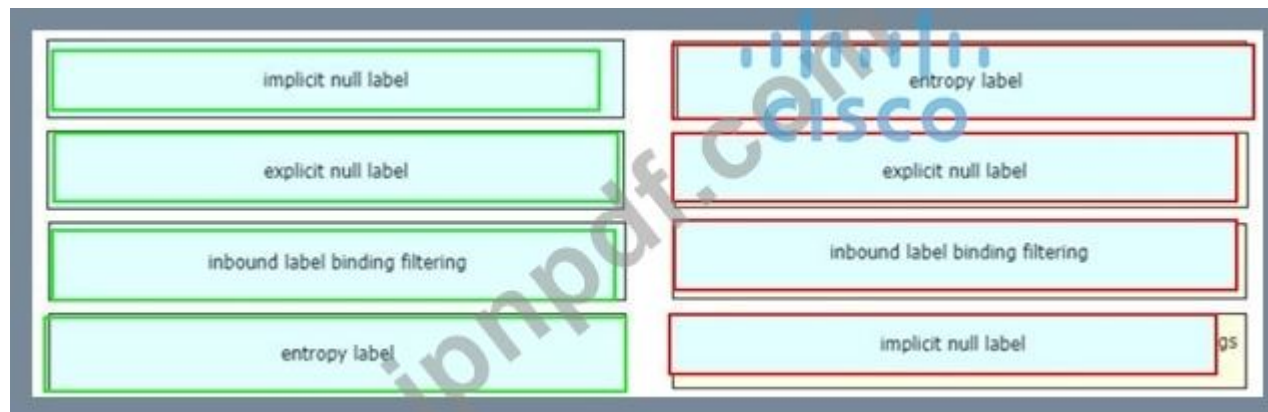 implicit null label
entropy label
explicit null label
explicit null label
inbound label binding filtering
inbound label binding filtering
entropy label
implicit null label
gs
CISCO
ipnpdf.com